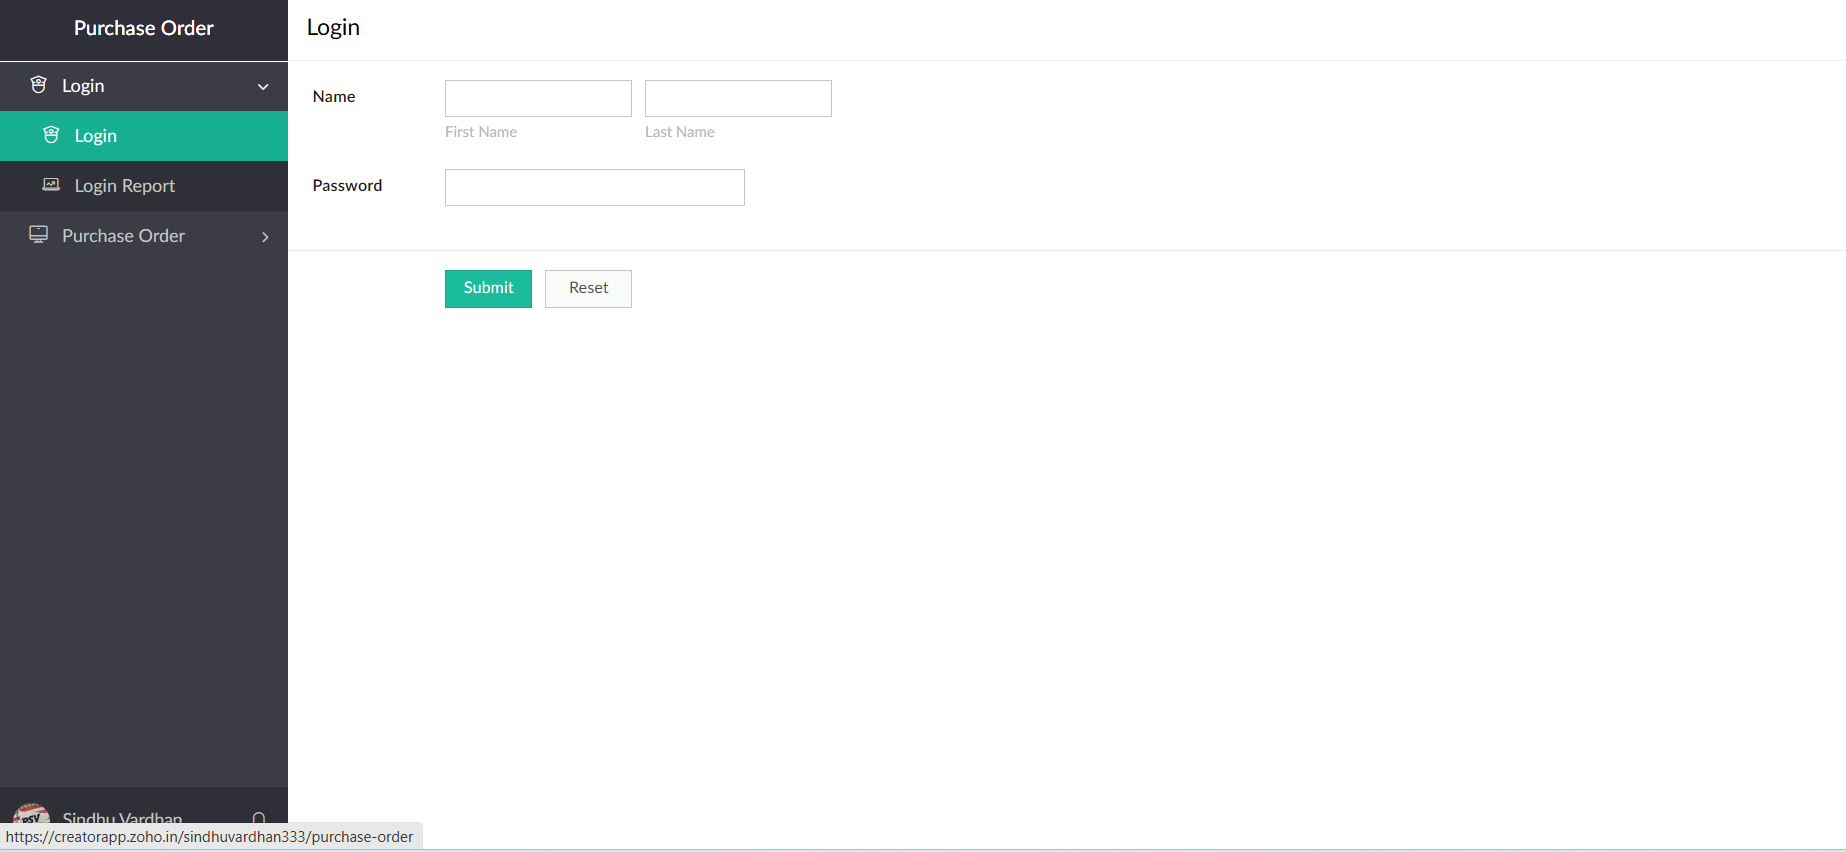 Purchase Order
Login
Login
Login
Login Report
Purchase Order
Name
First Name
Last Name
Password
Submit
Reset
Sindhu Vardhan
https://creatorapp.zoho.in/sindhuvardhan333/purchase-order